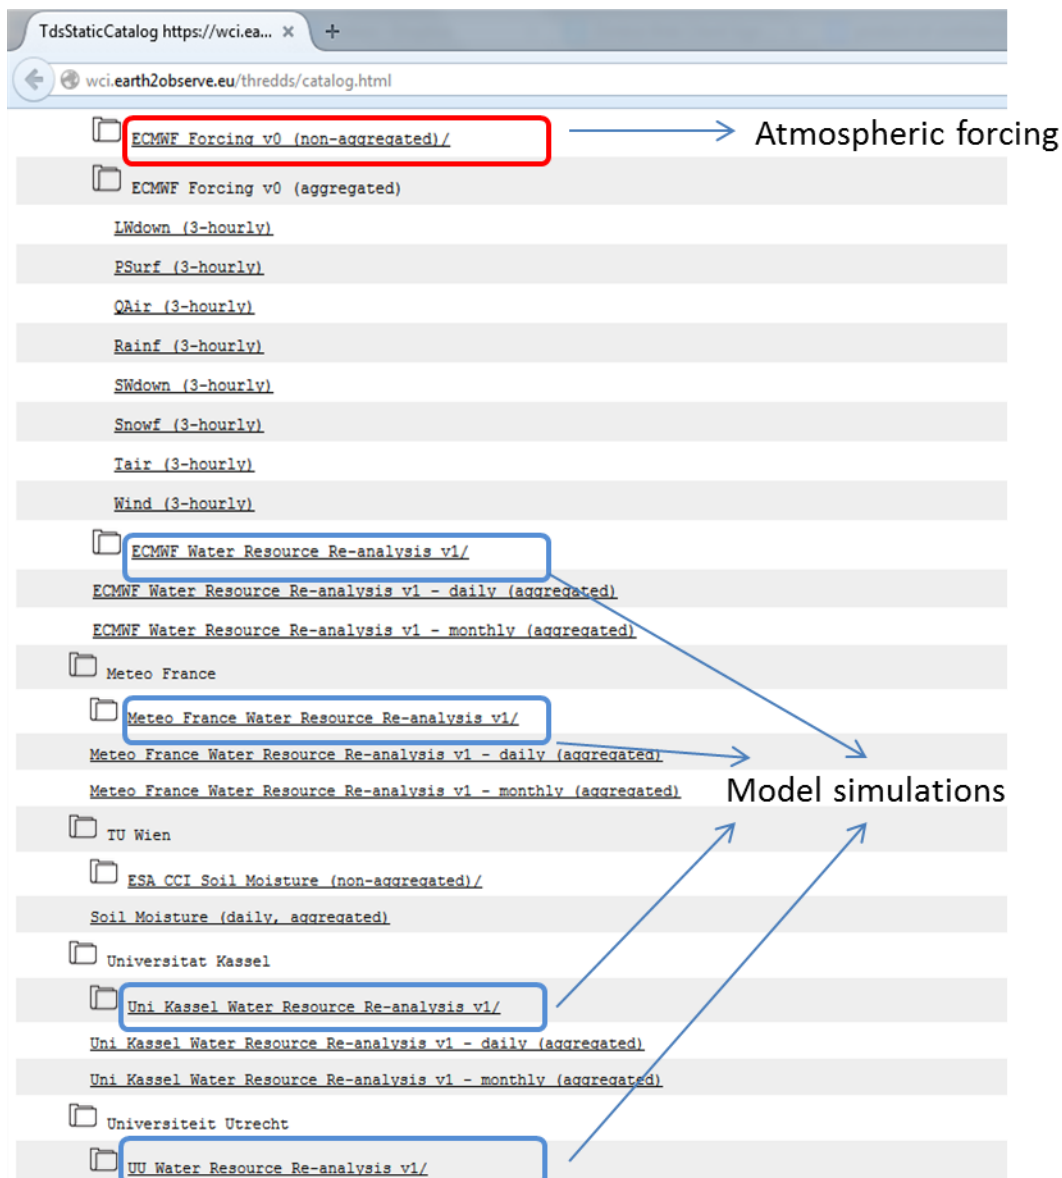 TdsStaticCatalog https://wci.ea... × +
wci.earth2observe.eu/thredds/catalog.html
ECMWF Forcing v0 (non-aggregated)/
Atmospheric forcing
ECMWF Forcing v0 (aggregated)
LWdown (3-hourly)
PSurf (3-hourly)
QAir (3-hourly)
Rainf (3-hourly)
SWdown (3-hourly)
Snowf (3-hourly)
Tair (3-hourly)
Wind (3-hourly)
ECMWF Water Resource Re-analysis v1/
ECMWF Water Resource Re-analysis v1 - daily (aggregated)
ECMWF Water Resource Re-analysis v1 - monthly (aggregated)
Meteo France
Meteo France Water Resource Re-analysis v1/
Meteo France Water Resource Re-analysis v1 - daily (aggregated)
Meteo France Water Resource Re-analysis v1 - monthly (aggregated)
Model simulations
TU Wien
ESA CCI Soil Moisture (non-aggregated)/
Soil Moisture (daily, aggregated)
Universitat Kassel
Uni Kassel Water Resource Re-analysis v1/
Uni Kassel Water Resource Re-analysis v1 - daily (aggregated)
Uni Kassel Water Resource Re-analysis v1 - monthly (aggregated)
Universiteit Utrecht
UU Water Resource Re-analysis v1/